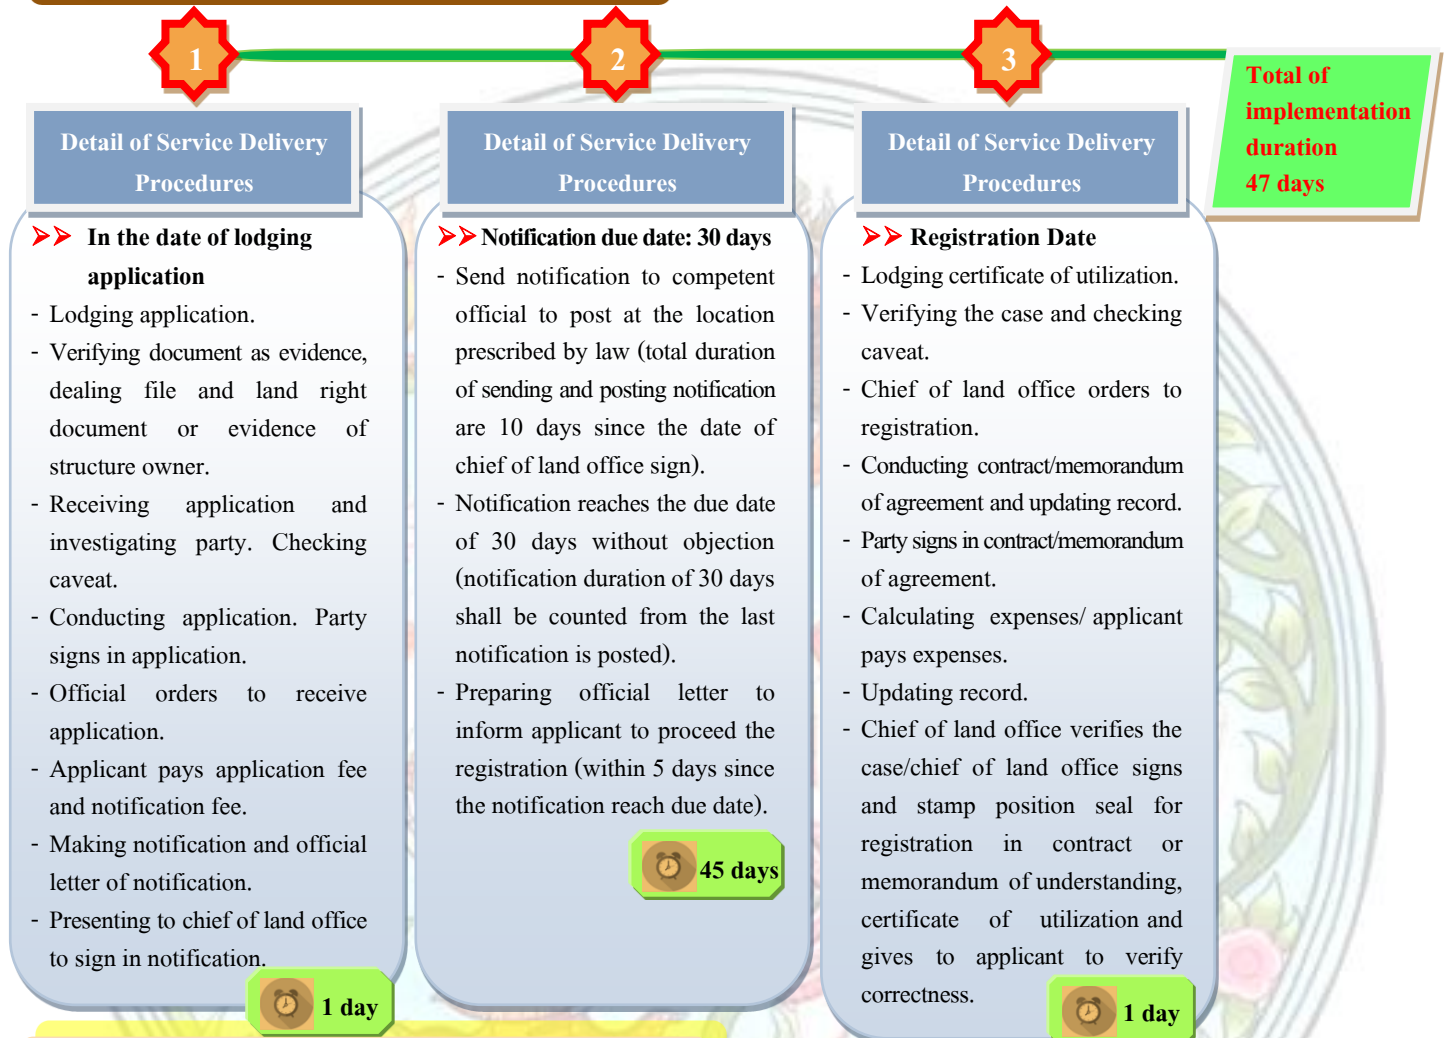 1
2
3
Total of
implementation
duration
47 days
Detail of Service Delivery
Procedures
In the date of lodging
application
- Lodging application.
- Verifying document as evidence,
dealing file and land right
document or evidence of
structure owner.
- Receiving application and
investigating party. Checking
caveat.
- Conducting application. Party
signs in application.
- Official orders to receive
application.
- Applicant pays application fee
and notification fee.
- Making notification and official
letter of notification.
- Presenting to chief of land office
to sign in notification.
1 day
Detail of Service Delivery
Procedures
Notification due date: 30 days
- Send notification to competent
official to post at the location
prescribed by law (total duration
of sending and posting notification
are 10 days since the date of
chief of land office sign).
- Notification reaches the due date
of 30 days without objection
(notification duration of 30 days
shall be counted from the last
notification is posted).
- Preparing official letter to
inform applicant to proceed the
registration (within 5 days since
the notification reach due date).
45 days
Detail of Service Delivery
Procedures
Registration Date
- Lodging certificate of utilization.
- Verifying the case and checking
caveat.
- Chief of land office orders to
registration.
- Conducting contract/memorandum
of agreement and updating record.
- Party signs in contract/memorandum
of agreement.
- Calculating expenses/ applicant
pays expenses.
- Updating record.
- Chief of land office verifies the
case/chief of land office signs
and stamp position seal for
registration in contract or
memorandum of understanding,
certificate of utilization and
gives to applicant to verify
correctness.
1 day